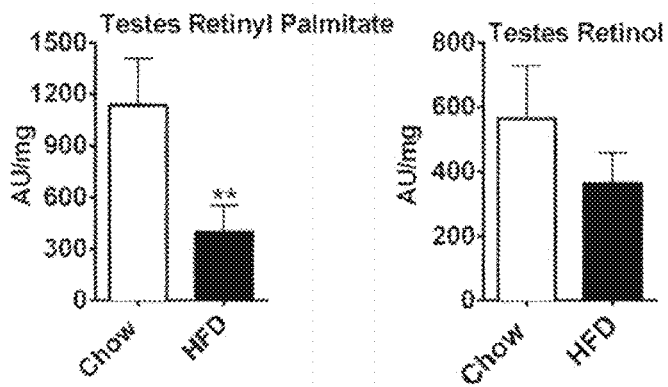 Testes Retinyl Palmitate
1500
1200
900
600
300
0
AU/mg
**
Chow
HFD
Testes Retinol
800
600
400
200
0
AU/mg
Chow
HFD